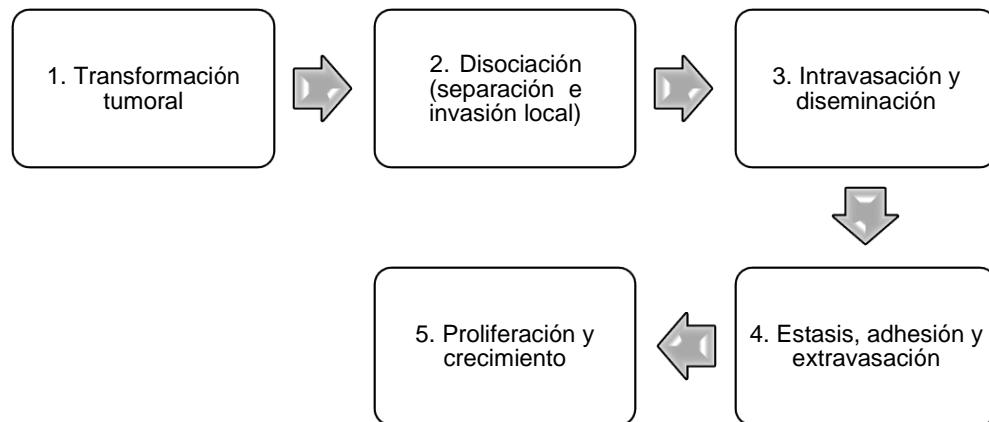 1. Transformación
tumoral
2. Disociación
(separación e
invasión local)
3. Intravasación y
diseminación
4. Estasis, adhesión y
extravasación
5. Proliferación y
crecimiento